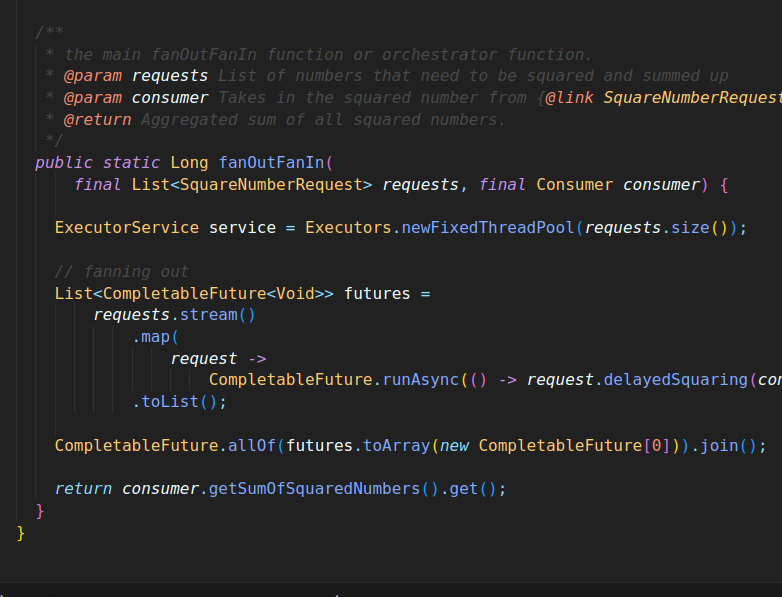 /**
* the main fanOutFanIn function or orchestrator function.
* @param requests List of numbers that need to be squared and summed up
* @param consumer Takes in the squared number from {@link SquareNumberRequest
* @return Aggregated sum of all squared numbers.
*/
public static Long fanOutFanIn(
final List<SquareNumberRequest> requests, final Consumer consumer) {
ExecutorService service = Executors.newFixedThreadPool(requests.size());
// fanning out
List<CompletableFuture<Void>> futures =
requests.stream()
.map(
request ->
CompletableFuture.runAsync(() -> request.delayedSquaring(con
.toList();
CompletableFuture.allOf(futures.toArray(new CompletableFuture[0])).join();
return consumer.getSumOfSquaredNumbers().get();
}
}